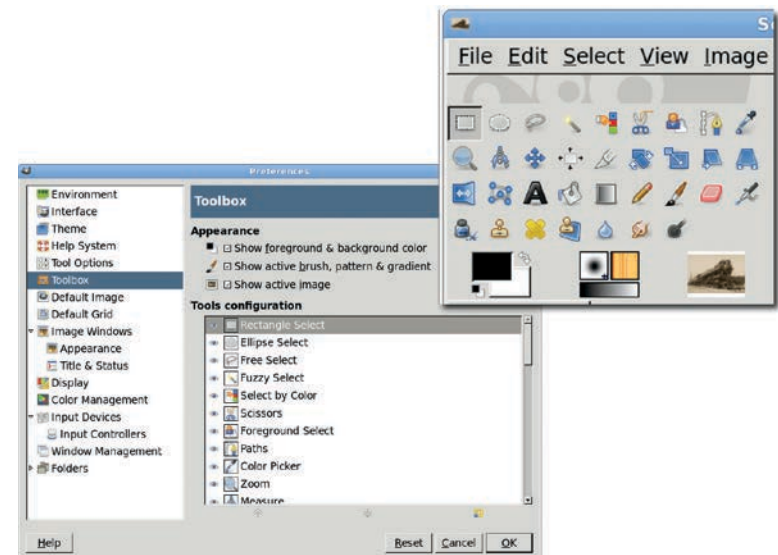 File Edit Select View Image
Preferences
Environment
Interface
Theme
Help System
Tool Options
Toolbox
Default Image
Default Grid
Image Windows
Appearance
Title & Status
Display
Color Management
Input Devices
Input Controllers
Window Management
Folders
Toolbox
Appearance
Show foreground & background color
Show active brush, pattern & gradient
Show active image
Tools configuration
Rectangle Select
Ellipse Select
Free Select
Fuzzy Select
Select by Color
Scissors
Foreground Select
Paths
Color Picker
Zoom
Measure
Help
Reset Cancel OK